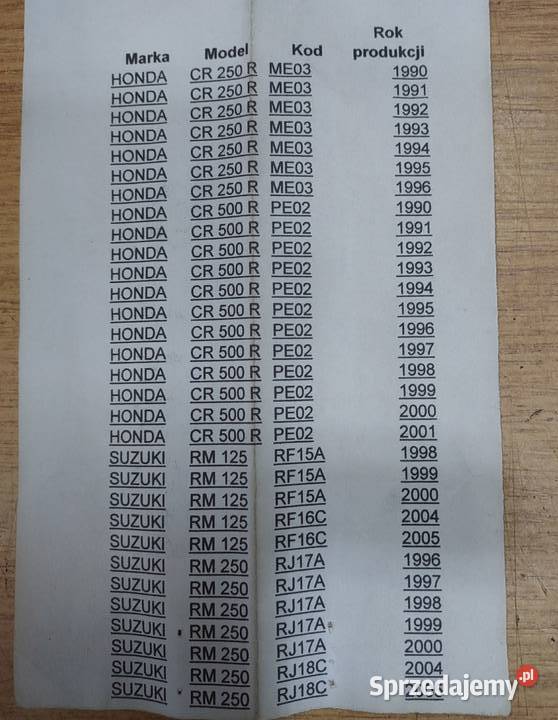 Marka Model Kod Rok produkcji
HONDA CR 250 R ME03 1990
HONDA CR 250 R ME03 1991
HONDA CR 250 R ME03 1992
HONDA CR 250 R ME03 1993
HONDA CR 250 R ME03 1994
HONDA CR 250 R ME03 1995
HONDA CR 250 R ME03 1996
HONDA CR 500 R PE02 1990
HONDA CR 500 R PE02 1991
HONDA CR 500 R PE02 1992
HONDA CR 500 R PE02 1993
HONDA CR 500 R PE02 1994
HONDA CR 500 R PE02 1995
HONDA CR 500 R PE02 1996
HONDA CR 500 R PE02 1997
HONDA CR 500 R PE02 1998
HONDA CR 500 R PE02 1999
HONDA CR 500 R PE02 2000
HONDA CR 500 R PE02 2001
SUZUKI RM 125 RF15A 1998
SUZUKI RM 125 RF15A 1999
SUZUKI RM 125 RF15A 2000
SUZUKI RM 125 RF16C 2004
SUZUKI RM 125 RF16C 2005
SUZUKI RM 250 RJ17A 1996
SUZUKI RM 250 RJ17A 1997
SUZUKI RM 250 RJ17A 1998
SUZUKI RM 250 RJ17A 1999
SUZUKI RM 250 RJ17A 2000
SUZUKI RM 250 RJ18C 2004
SUZUKI RM 250 RJ18C
Sprzedajemy.pl